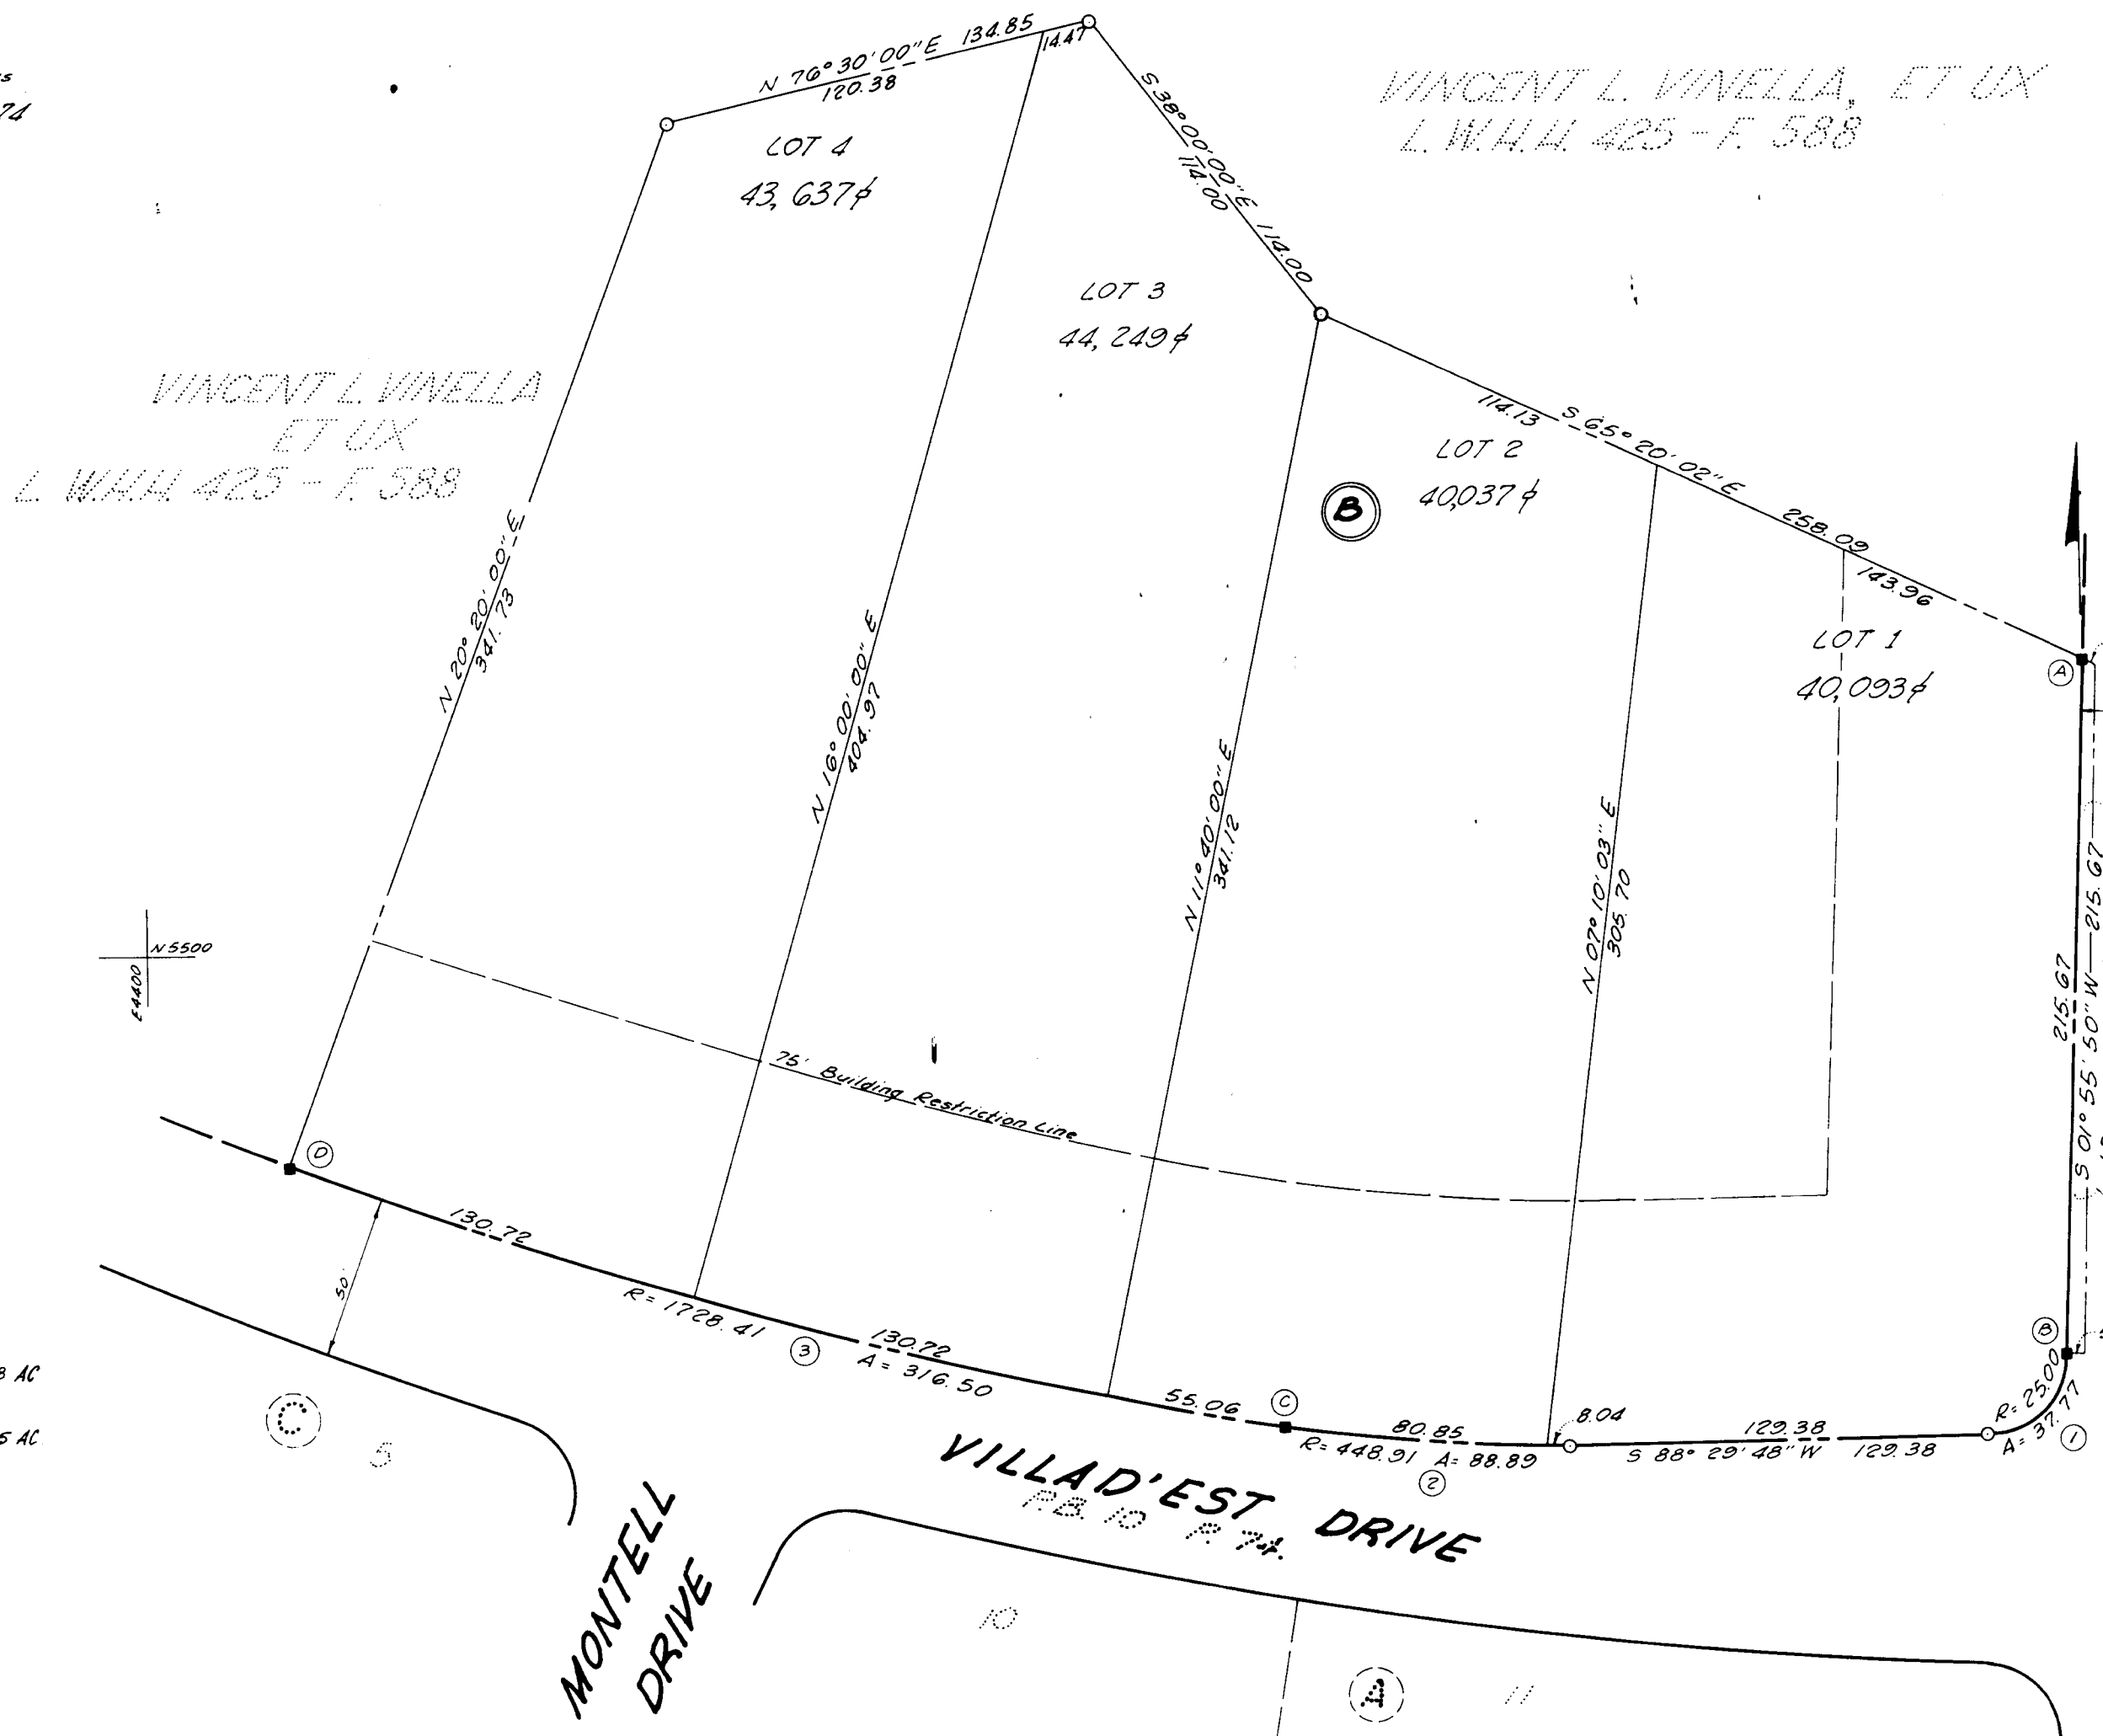 N 76° 30' 00" E 134.85
120.38
14.47
S 38° 00' 00" E 114.00
114.00
VINCENT L. VINELLA, ET UX
L.W.H.H. 425 - F. 588
74
LOT 4
43,637⌿
LOT 3
44,249⌿
VINCENT L. VINELLA
ET UX
L.W.H.H. 425 - F. 588
114.13
S 65° 20' 02" E
258.09
143.96
LOT 2
40,037⌿
B
LOT 1
40,093⌿
A
N 20° 20' 00" E
341.73
N 16° 00' 00" E
404.97
N 11° 40' 00" E
341.12
N 07° 10' 03" E
305.70
215.67
S 01° 55' 50" W 215.67
N 5500
E 4400
75' Building Restriction Line
D
130.72
50'
R = 1728.41
3
130.72
A = 316.50
55.06
C
80.85
R = 448.91 A = 88.89
2
8.04
129.38
S 88° 29' 48" W 129.38
B
R = 25.00
A = 37.77
1
AC
AC
C
5
VILLA D'EST DRIVE
P.B. 10 P. 74.
MONTELL
DRIVE
10
A
11